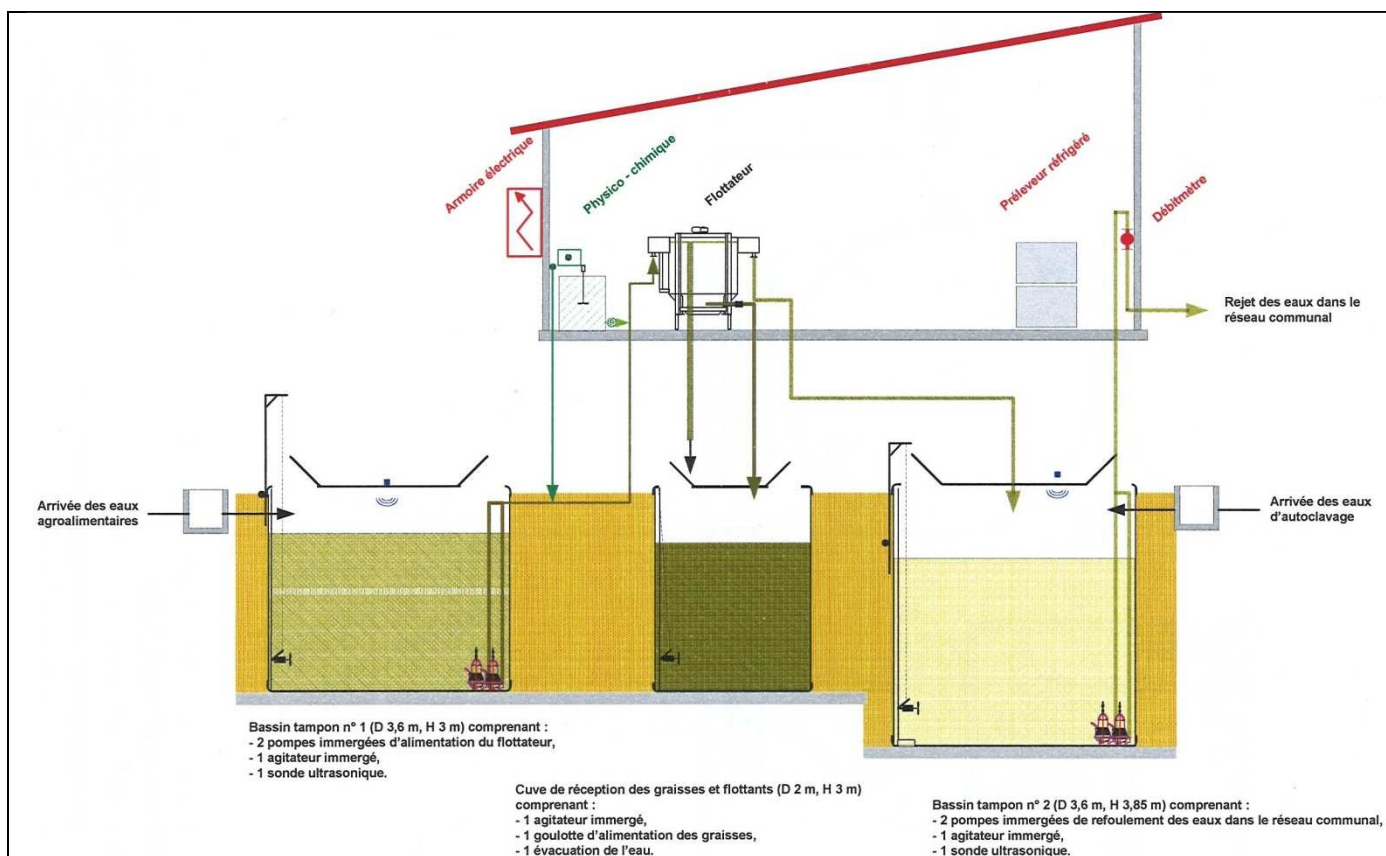 Armoire électrique
Physico - chimique
Flottateur
Préleveur réfrigéré
Débitmètre
Rejet des eaux dans le
réseau communal
Arrivée des eaux
agroalimentaires
Arrivée des eaux
d'autoclavage
Bassin tampon n° 1 (D 3,6 m, H 3 m) comprenant :
- 2 pompes immergées d'alimentation du flottateur,
- 1 agitateur immergé,
- 1 sonde ultrasonique.
Cuve de réception des graisses et flottants (D 2 m, H 3 m)
comprenant :
- 1 agitateur immergé,
- 1 goulotte d'alimentation des graisses,
- 1 évacuation de l'eau.
Bassin tampon n° 2 (D 3,6 m, H 3,85 m) comprenant :
- 2 pompes immergées de refoulement des eaux dans le réseau communal,
- 1 agitateur immergé,
- 1 sonde ultrasonique.